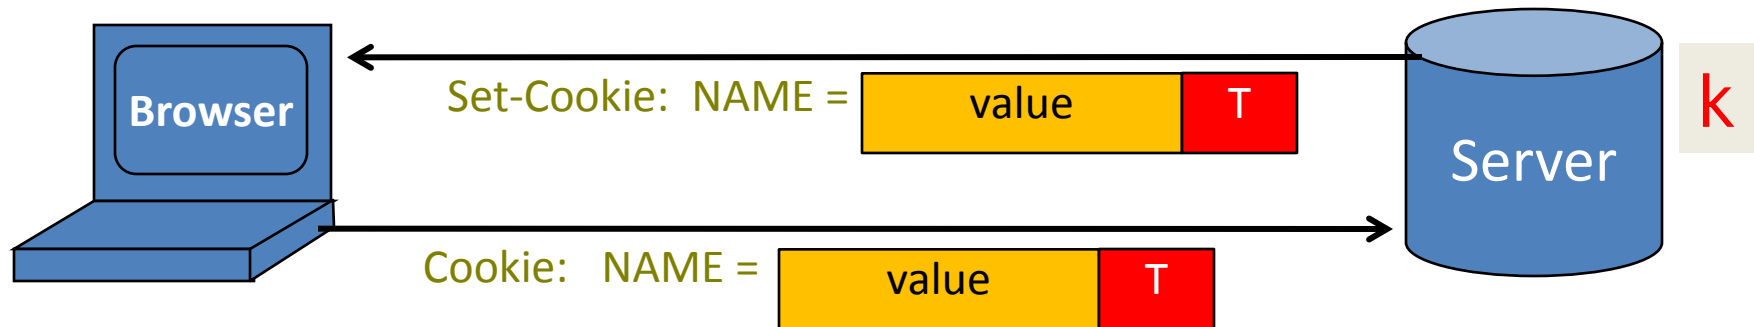 Browser
Set-Cookie: NAME = value T
Server
k
Cookie: NAME = value T